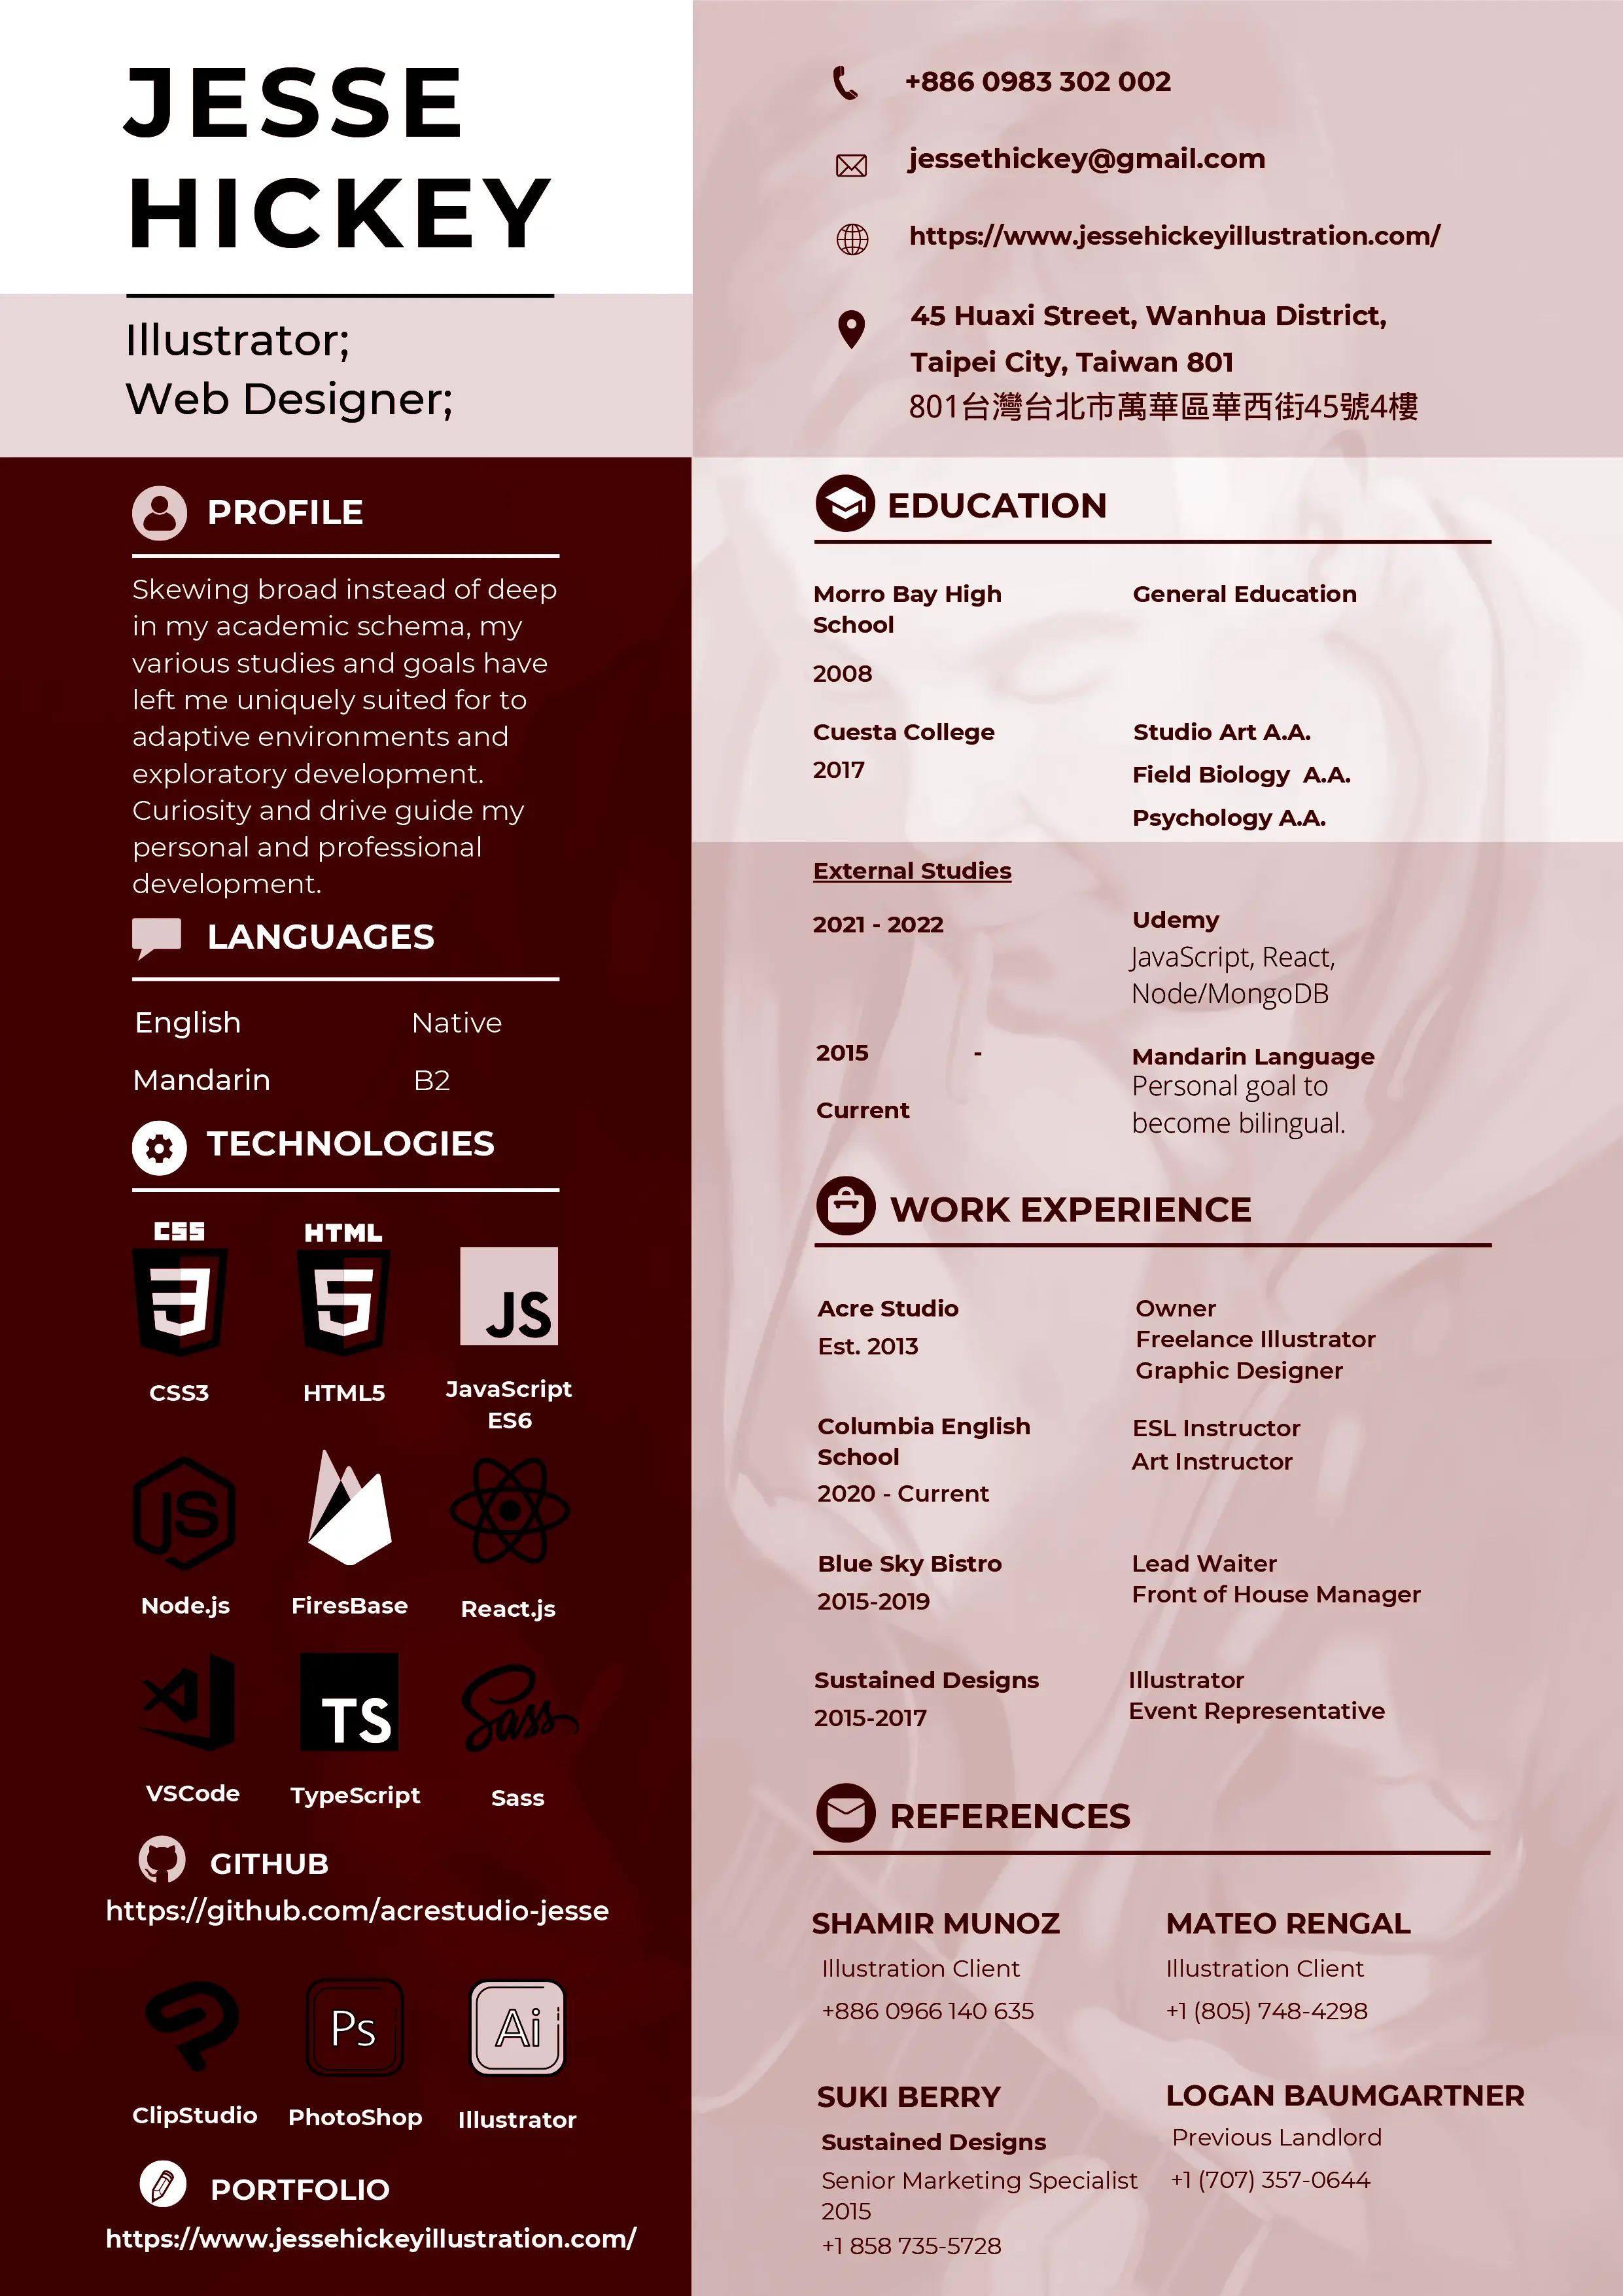 JESSE
HICKEY
Illustrator;
Web Designer;
+886 0983 302 002
jessethickey@gmail.com
https://www.jessehickeyillustration.com/
45 Huaxi Street, Wanhua District,
Taipei City, Taiwan 801
801台灣台北市萬華區華西街45號4樓
PROFILE
Skewing broad instead of deep
in my academic schema, my
various studies and goals have
left me uniquely suited for to
adaptive environments and
exploratory development.
Curiosity and drive guide my
personal and professional
development.
LANGUAGES
English Native
Mandarin B2
TECHNOLOGIES
CSS HTML
3 5 JS
CSS3 HTML5 JavaScript
ES6
JS
Node.js FiresBase React.js
TS Sass
VSCode TypeScript Sass
GITHUB
https://github.com/acrestudio-jesse
Ps Ai
ClipStudio PhotoShop Illustrator
PORTFOLIO
https://www.jessehickeyillustration.com/
EDUCATION
Morro Bay High General Education
School
2008
Cuesta College Studio Art A.A.
2017 Field Biology A.A.
Psychology A.A.
External Studies
2021 - 2022 Udemy
JavaScript, React,
Node/MongoDB
2015 - Mandarin Language
Personal goal to
Current become bilingual.
WORK EXPERIENCE
Acre Studio Owner
Est. 2013 Freelance Illustrator
Graphic Designer
Columbia English ESL Instructor
School Art Instructor
2020 - Current
Blue Sky Bistro Lead Waiter
2015-2019 Front of House Manager
Sustained Designs Illustrator
2015-2017 Event Representative
REFERENCES
SHAMIR MUNOZ
Illustration Client
+886 0966 140 635
MATEO RENGAL
Illustration Client
+1 (805) 748-4298
SUKI BERRY
Sustained Designs
Senior Marketing Specialist
2015
+1 858 735-5728
LOGAN BAUMGARTNER
Previous Landlord
+1 (707) 357-0644